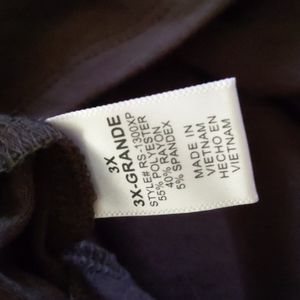 3X
3X-GRANDE
STYLE# RS-1300XP
55% POLYESTER
40% RAYON
5% SPANDEX
MADE IN
VIETNAM
HECHO EN
VIETNAM